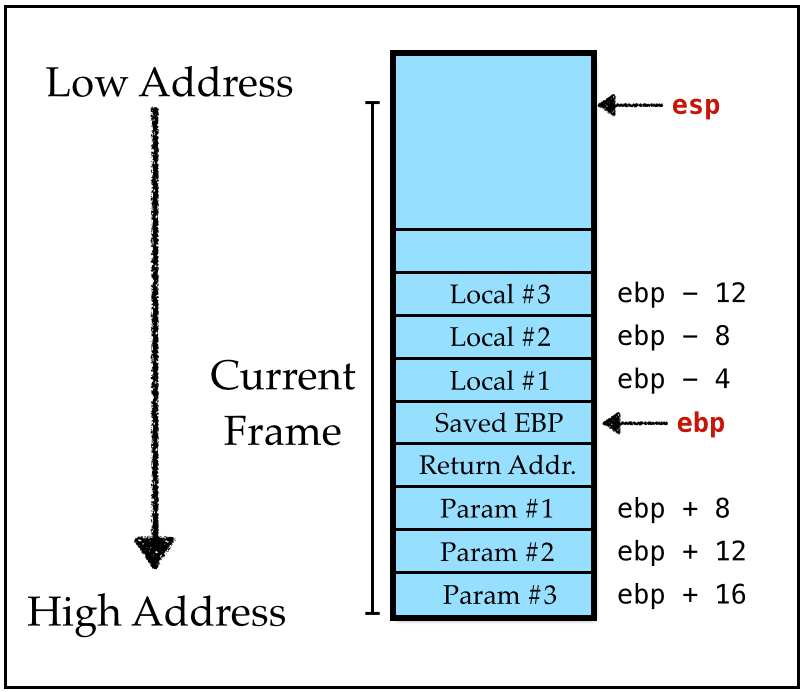 Low Address
esp
Local #3
ebp − 12
Local #2
ebp − 8
Local #1
ebp − 4
Current
Frame
Saved EBP
ebp
Return Addr.
Param #1
ebp + 8
Param #2
ebp + 12
Param #3
ebp + 16
High Address